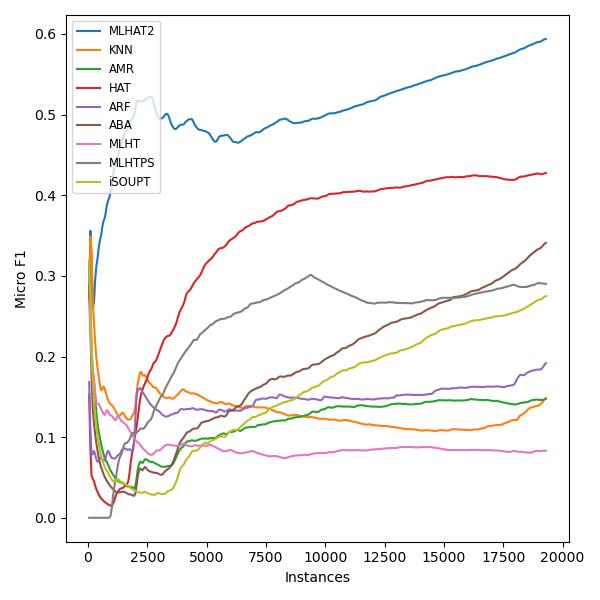 0.6
0.5
0.4
0.3
0.2
0.1
0.0
Micro F1
MLHAT2
KNN
AMR
HAT
ARF
ABA
MLHT
MLHTPS
iSOUPT
0 2500 5000 7500 10000 12500 15000 17500 20000
Instances